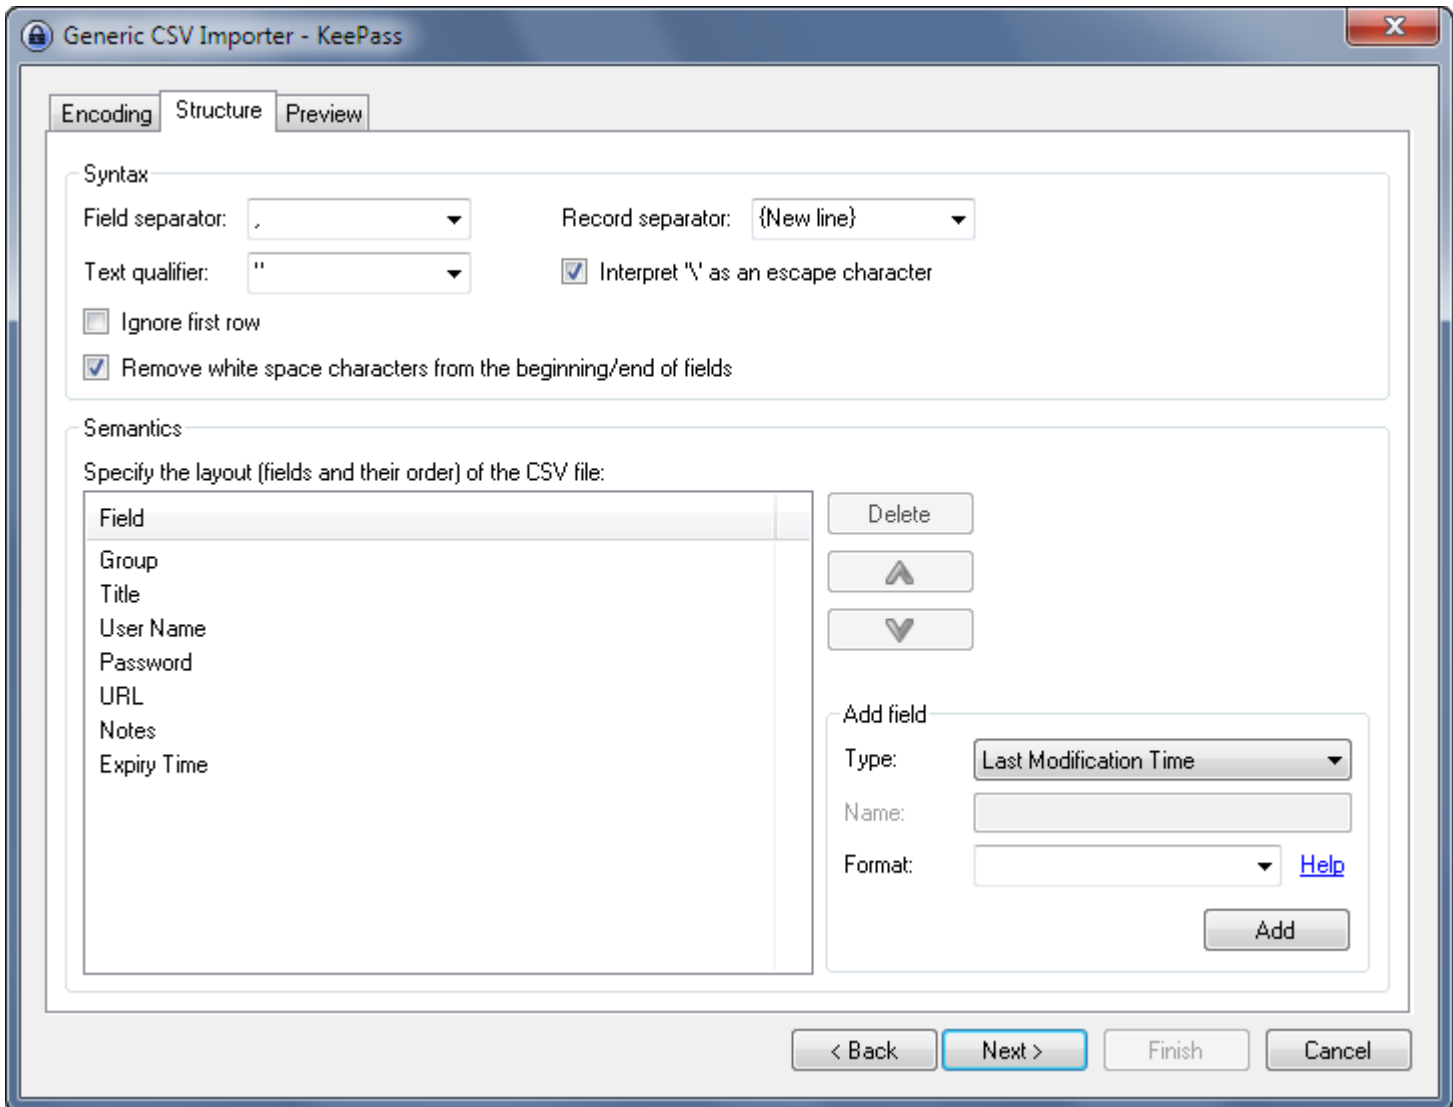 Generic CSV Importer - KeePass
Encoding Structure Preview
Syntax
Field separator: , Record separator: {New line}
Text qualifier: " Interpret '\' as an escape character
Ignore first row
Remove white space characters from the beginning/end of fields
Semantics
Specify the layout (fields and their order) of the CSV file:
Field
Group
Title
User Name
Password
URL
Notes
Expiry Time
Delete
Add field
Type: Last Modification Time
Name:
Format: Help
Add
< Back Next > Finish Cancel